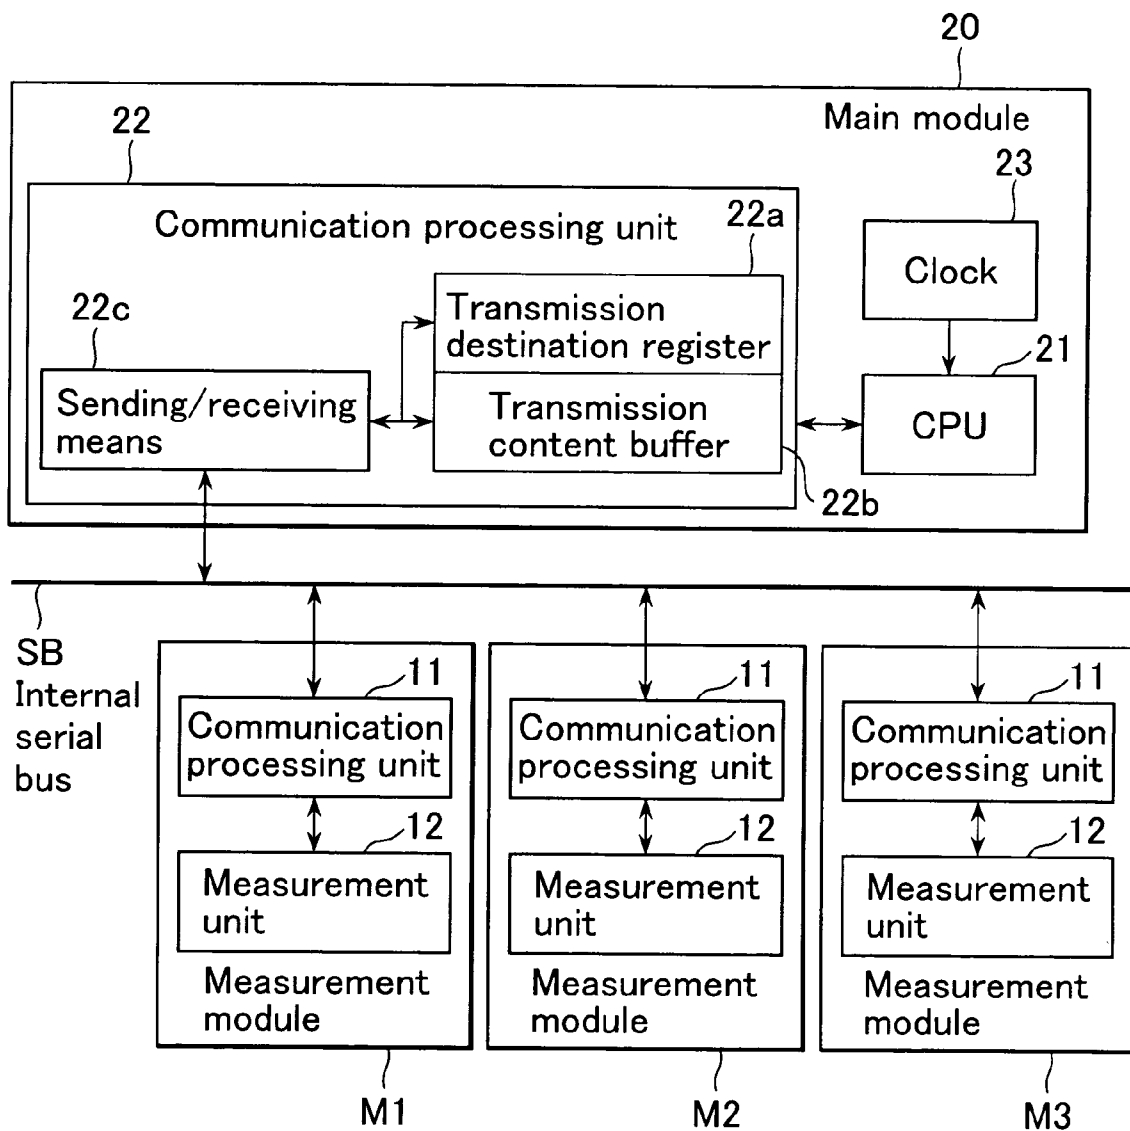 20
Main module
22
23
Communication processing unit
22a
Clock
22c
Transmission
destination register
21
Sending/receiving
means
Transmission
content buffer
CPU
22b
SB
Internal
serial
bus
11
Communication
processing unit
12
Measurement
unit
Measurement
module
M1
11
Communication
processing unit
12
Measurement
unit
Measurement
module
M2
11
Communication
processing unit
12
Measurement
unit
Measurement
module
M3